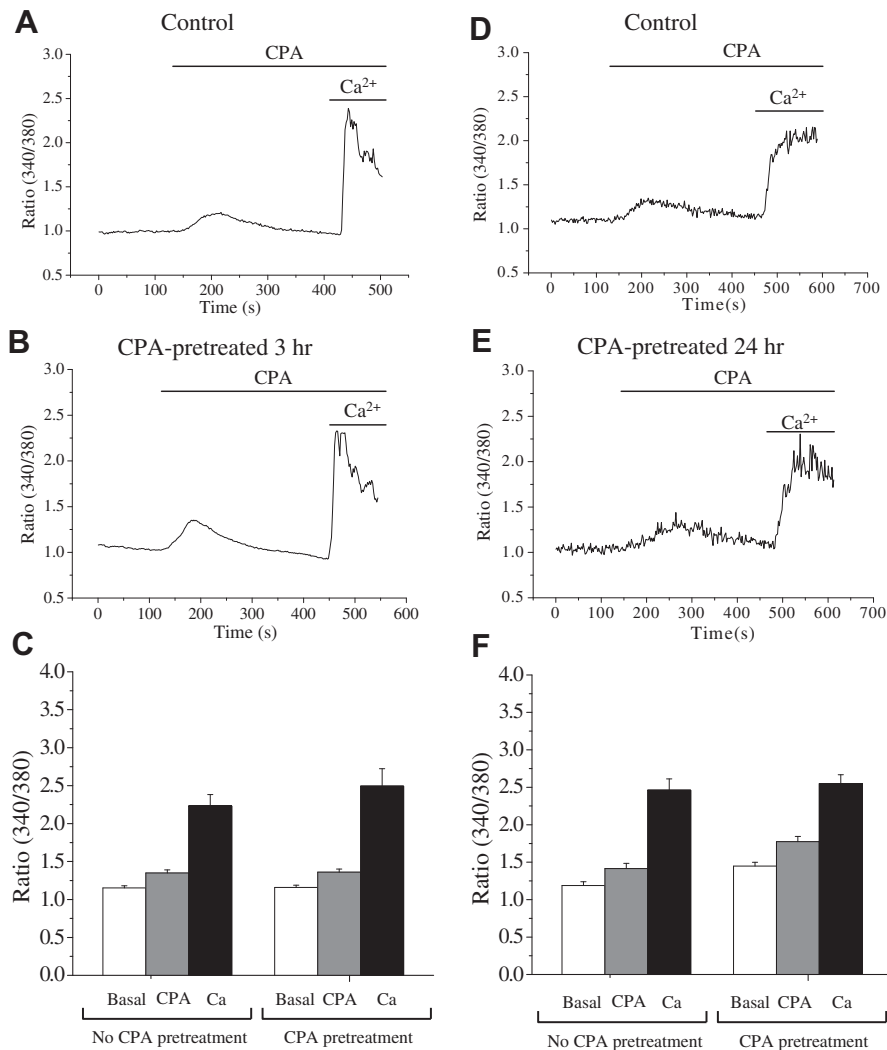 A
Control
CPA
Ca²⁺
3.0
2.5
2.0
1.5
1.0
0.5
Ratio (340/380)
0 100 200 300 400 500
Time (s)
D
Control
CPA
Ca²⁺
3.0
2.5
2.0
1.5
1.0
0.5
Ratio (340/380)
0 100 200 300 400 500 600 700
Time(s)
B
CPA-pretreated 3 hr
CPA
Ca²⁺
3.0
2.5
2.0
1.5
1.0
0.5
Ratio (340/380)
0 100 200 300 400 500 600
Time (s)
E
CPA-pretreated 24 hr
CPA
Ca²⁺
3.0
2.5
2.0
1.5
1.0
0.5
Ratio (340/380)
0 100 200 300 400 500 600 700
Time(s)
C
4.0
3.5
3.0
2.5
2.0
1.5
1.0
0.5
0.0
Ratio (340/380)
Basal CPA Ca Basal CPA Ca
No CPA pretreatment CPA pretreatment
F
4.0
3.5
3.0
2.5
2.0
1.5
1.0
0.5
0.0
Ratio (340/380)
Basal CPA Ca Basal CPA Ca
No CPA pretreatment CPA pretreatment